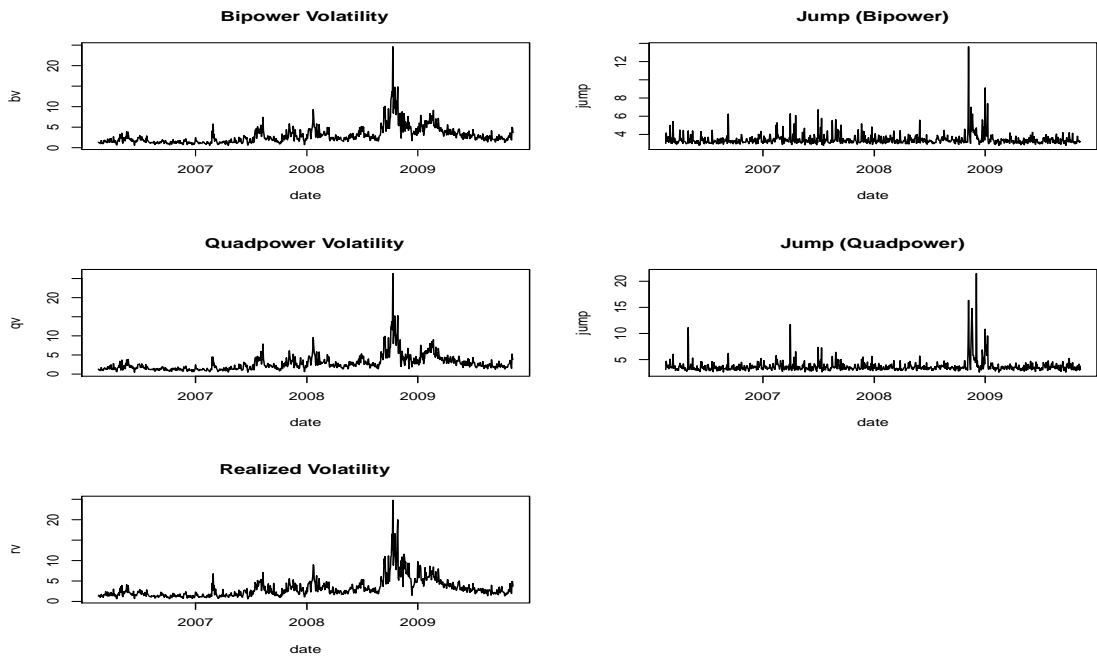 Bipower Volatility
bv
20
10
5
0
2007 2008 2009
date
Jump (Bipower)
jump
12
8
6
4
2007 2008 2009
date
Quadpower Volatility
qv
20
10
5
0
2007 2008 2009
date
Jump (Quadpower)
jump
20
15
10
5
2007 2008 2009
date
Realized Volatility
rv
20
10
5
0
2007 2008 2009
date